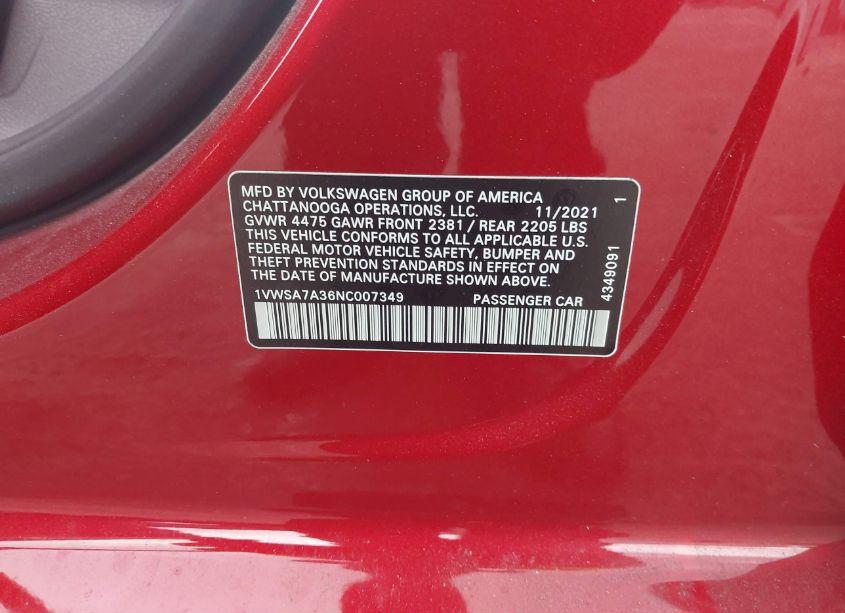 MFD BY VOLKSWAGEN GROUP OF AMERICA
CHATTANOOGA OPERATIONS, LLC. 11/2021
GVWR 4475 GAWR FRONT 2381 / REAR 2205 LBS
THIS VEHICLE CONFORMS TO ALL APPLICABLE U.S.
FEDERAL MOTOR VEHICLE SAFETY, BUMPER AND
THEFT PREVENTION STANDARDS IN EFFECT ON
THE DATE OF MANUFACTURE SHOWN ABOVE.
1VWSA7A36NC007349 PASSENGER CAR
4349091 1